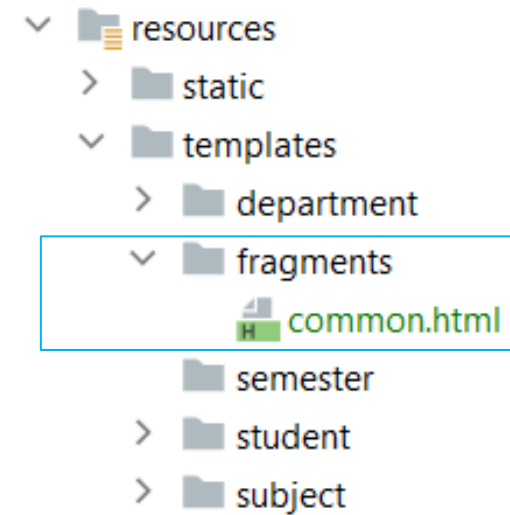 resources
static
templates
department
fragments
H common.html
semester
student
subject